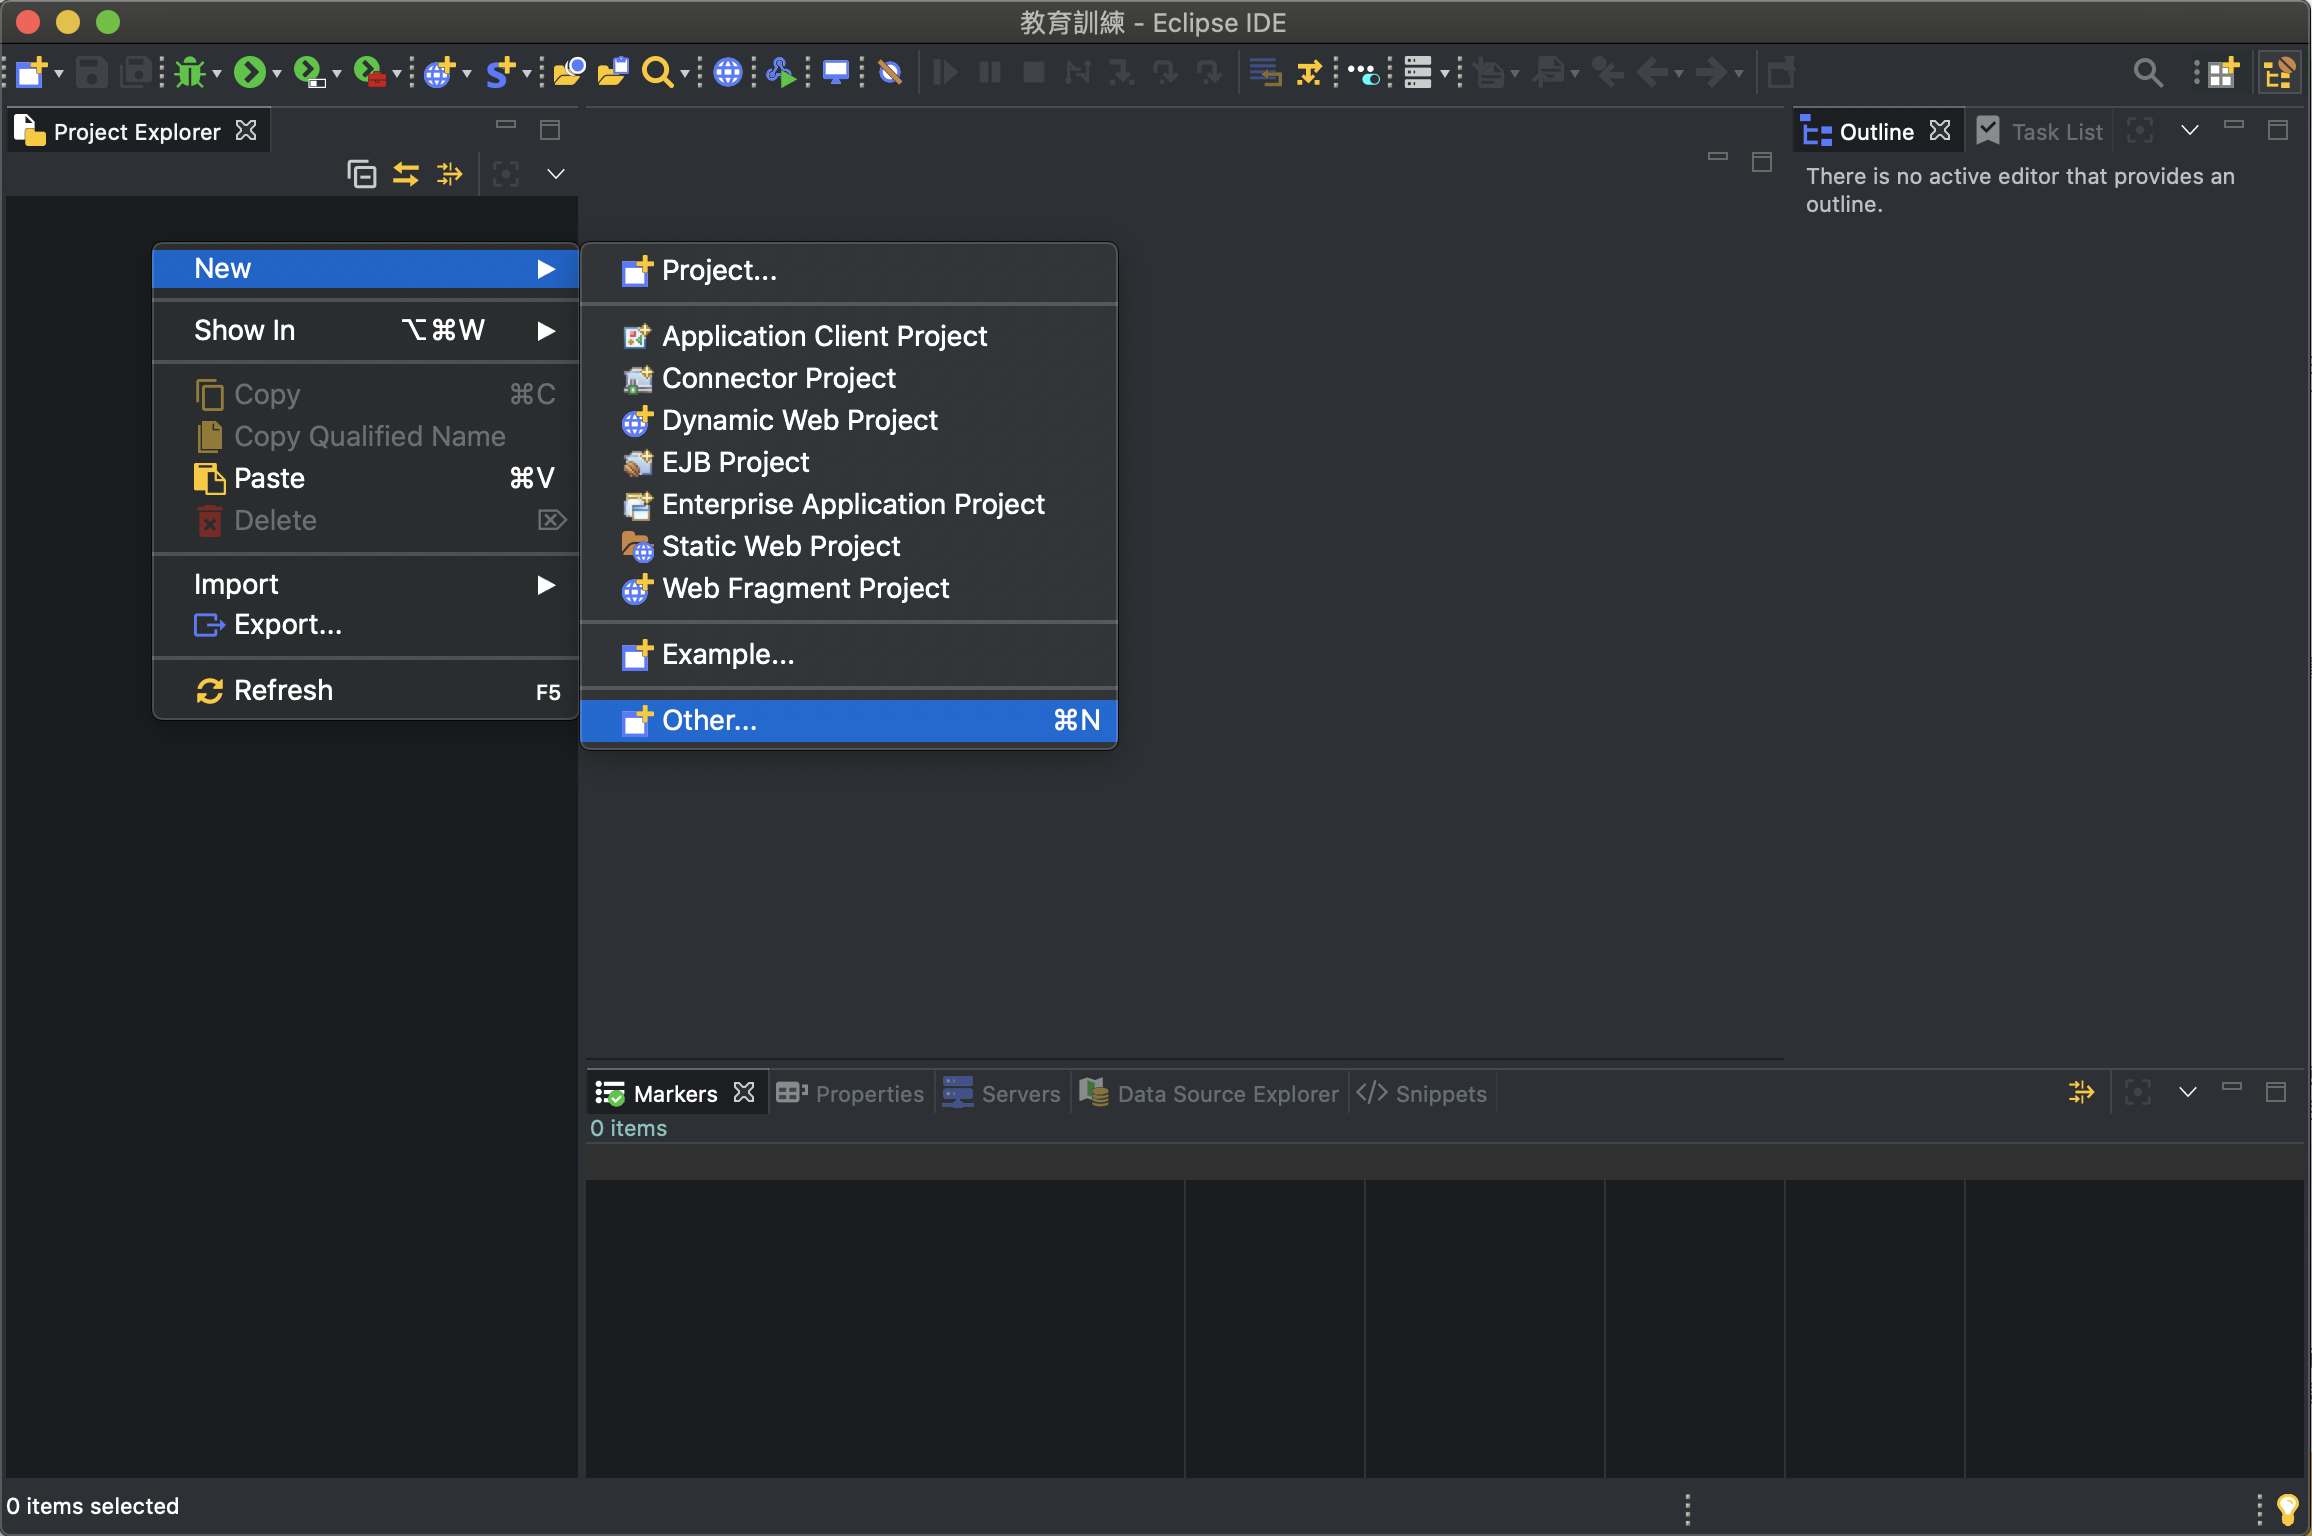 教育訓練 - Eclipse IDE
Project Explorer
Outline
Task List
There is no active editor that provides an
outline.
New
Show In ⌥⌘W
Copy ⌘C
Copy Qualified Name
Paste ⌘V
Delete ⌦
Import
Export...
Refresh F5
Project...
Application Client Project
Connector Project
Dynamic Web Project
EJB Project
Enterprise Application Project
Static Web Project
Web Fragment Project
Example...
Other... ⌘N
Markers
Properties
Servers
Data Source Explorer
Snippets
0 items
0 items selected